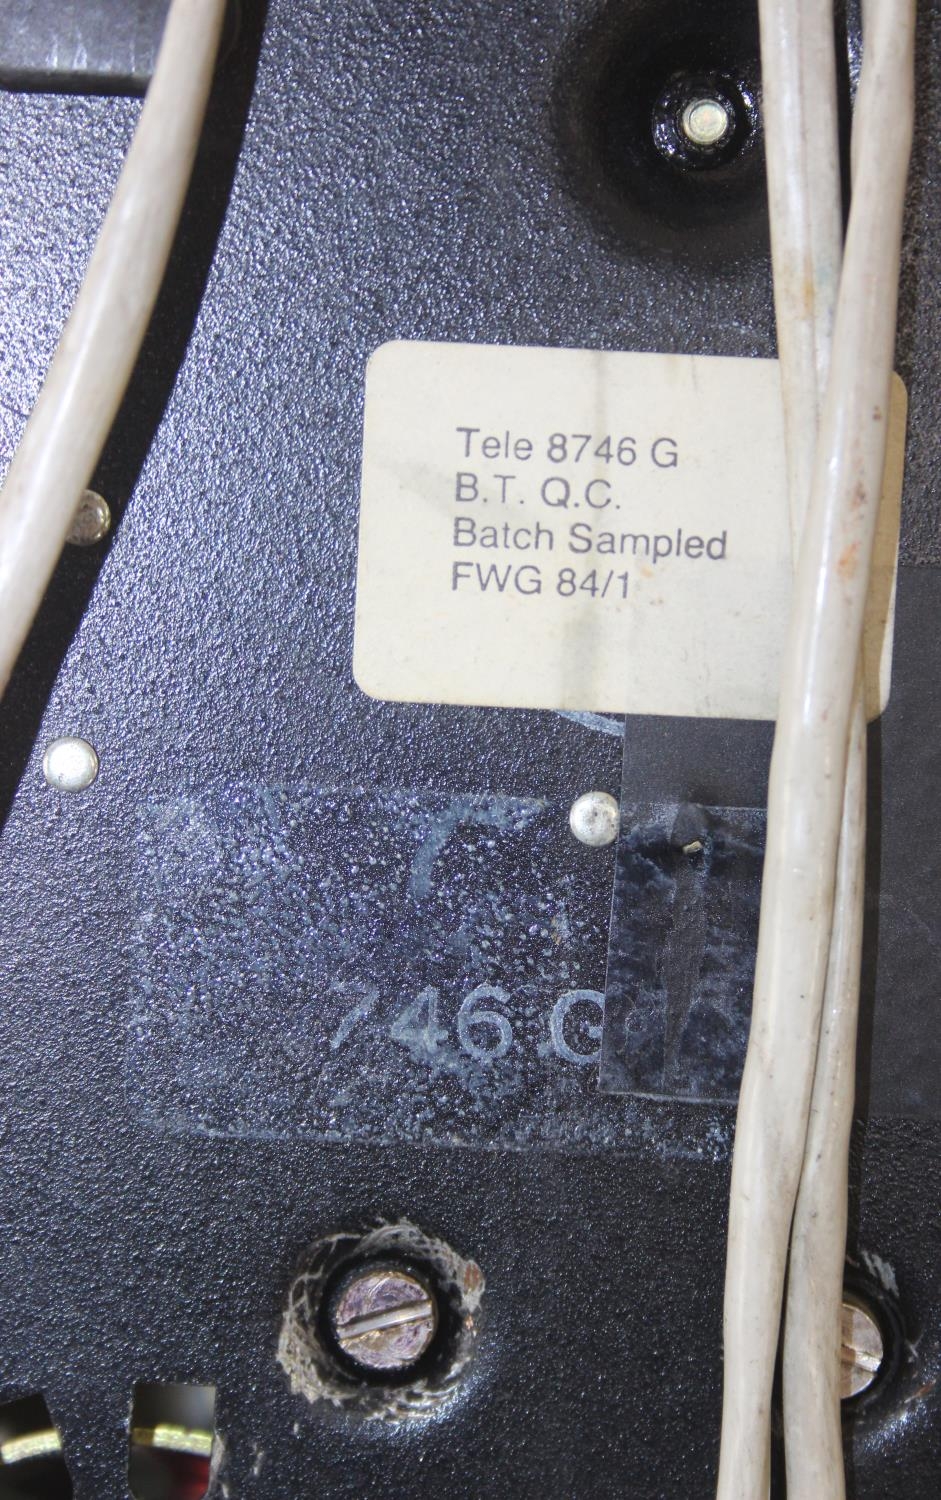 Tele 8746 G
B.T. Q.C.
Batch Sampled
FWG 84/1
746 G